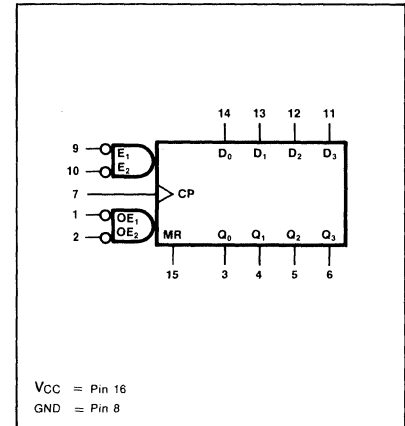 14 13 12 11
9 E₁ D₀ D₁ D₂ D₃
10 E₂
7 CP
1 OE₁
2 OE₂ MR Q₀ Q₁ Q₂ Q₃
15 3 4 5 6
VCC = Pin 16
GND = Pin 8